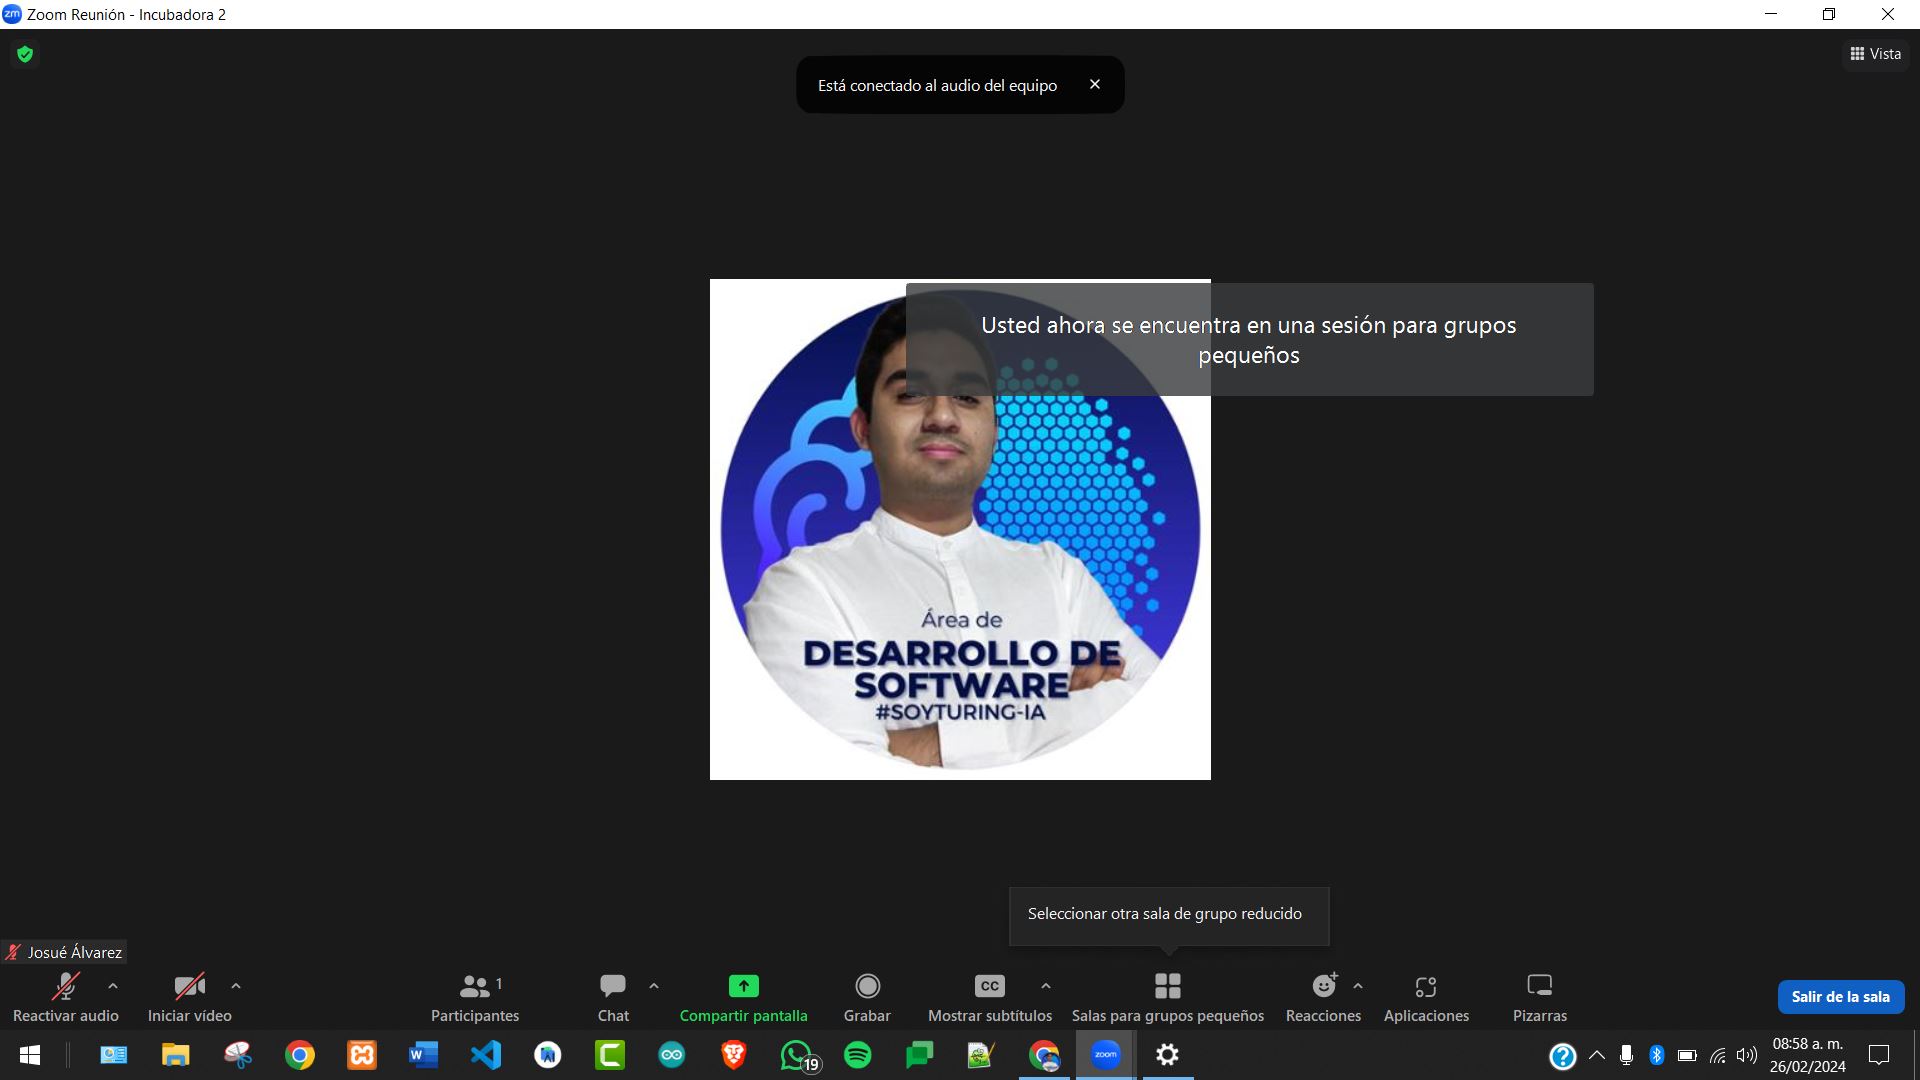 zm Zoom Reunión - Incubadora 2
Vista
Está conectado al audio del equipo
Usted ahora se encuentra en una sesión para grupos
pequeños
Área de
DESARROLLO DE
SOFTWARE
#SOYTURING-IA
Seleccionar otra sala de grupo reducido
Josué Álvarez
1
CC
Reactivar audio
Iniciar vídeo
Participantes
Chat
Compartir pantalla
Grabar
Mostrar subtítulos
Salas para grupos pequeños
Reacciones
Aplicaciones
Pizarras
Salir de la sala
W
C
19
zoom
08:58 a. m.
26/02/2024